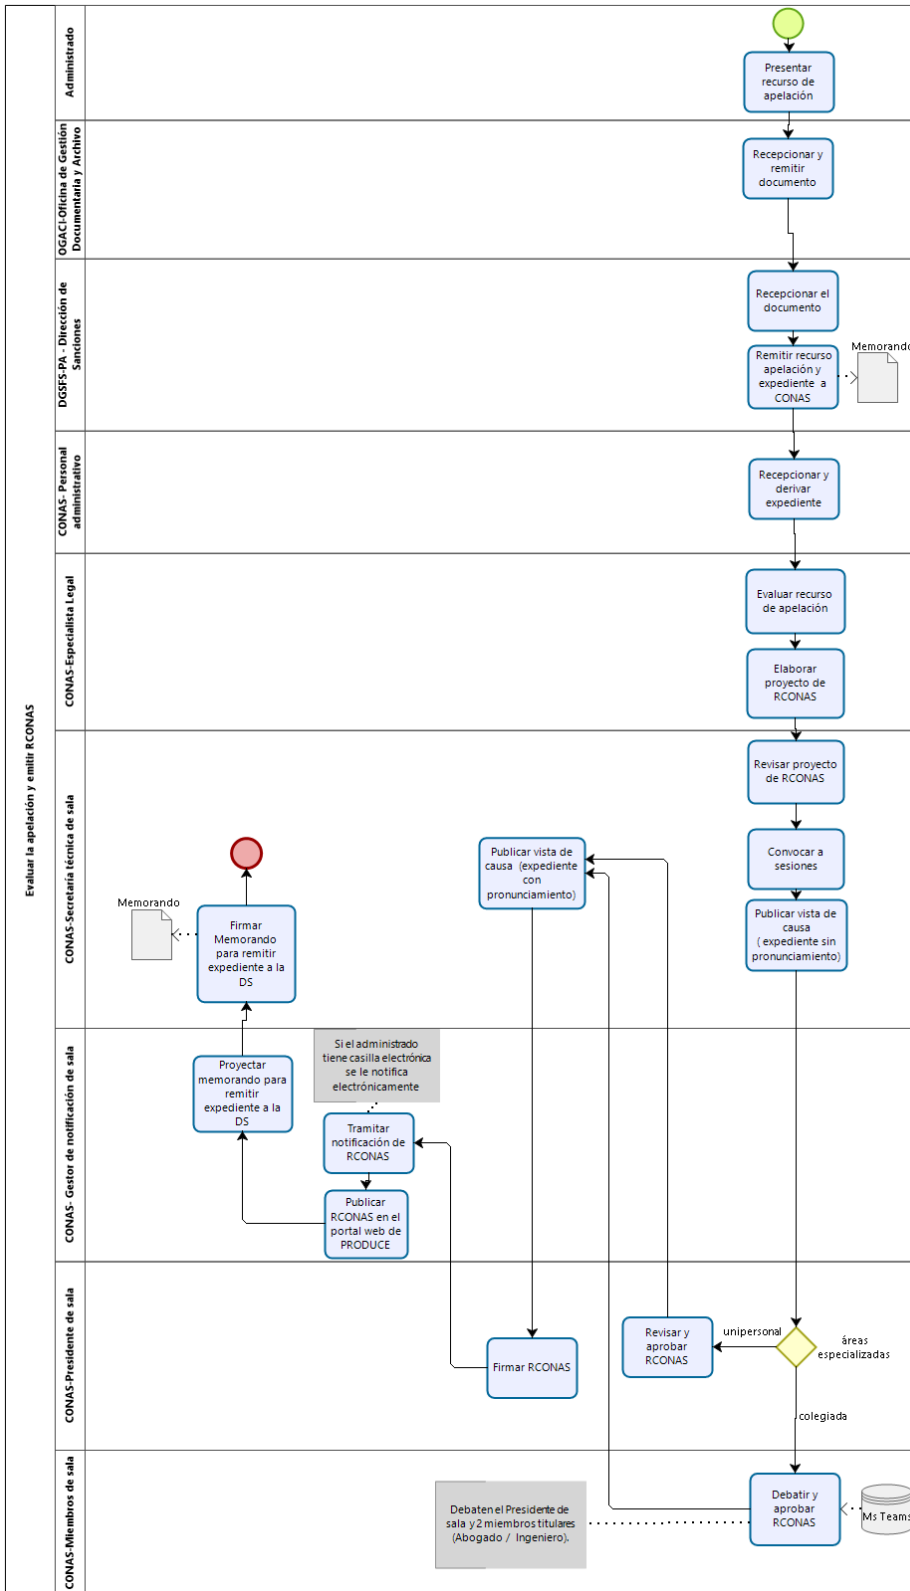 Evaluar la apelación y emitir RCONAS
Administrado
Presentar
recurso de
apelación
OGACI-Oficina de Gestión
Documentaria y Archivo
Recepcionar y
remitir
documento
DGSFS-PA - Dirección de
Sanciones
Recepcionar el
documento
Remitir recurso
apelación y
expediente a
CONAS
Memorando
CONAS- Personal
administrativo
Recepcionar y
derivar
expediente
CONAS-Especialista Legal
Evaluar recurso
de apelación
Elaborar
proyecto de
RCONAS
CONAS-Secretaría técnica de sala
Revisar proyecto
de RCONAS
Convocar a
sesiones
Publicar vista de
causa
( expediente sin
pronunciamiento)
Publicar vista de
causa (expediente
con
pronunciamiento)
Memorando
Firmar
Memorando
para remitir
expediente a la
DS
CONAS- Gestor de notificación de sala
Proyectar
memorando para
remitir
expediente a la
DS
Si el administrado
tiene casilla electrónica
se le notifica
electrónicamente
Tramitar
notificación de
RCONAS
Publicar
RCONAS en el
portal web de
PRODUCE
CONAS-Presidente de sala
Firmar RCONAS
Revisar y
aprobar
RCONAS
unipersonal
áreas
especializadas
colegiada
CONAS-Miembros de sala
Debaten el Presidente de
sala y 2 miembros titulares
(Abogado / Ingeniero).
Debatir y
aprobar
RCONAS
Ms Teams